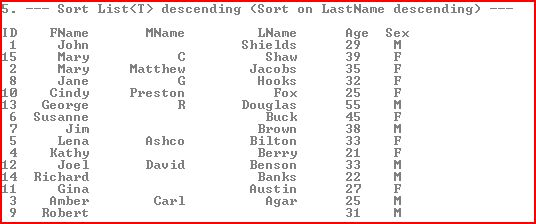 5. --- Sort List<T> descending (Sort on LastName descending) ---
ID FName MName LName Age Sex
1 John Shields 29 M
15 Mary C Shaw 39 F
2 Mary Matthew Jacobs 35 F
8 Jane G Hooks 32 F
10 Cindy Preston Fox 25 F
13 George R Douglas 55 M
6 Susanne Buck 45 F
7 Jim Brown 38 M
5 Lena Ashco Bilton 33 F
4 Kathy Berry 21 F
12 Joel David Benson 33 M
14 Richard Banks 22 M
11 Gina Austin 27 F
3 Amber Carl Agar 25 M
9 Robert 31 M